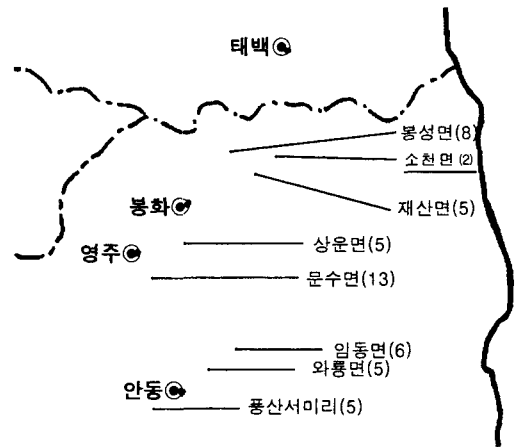 태백
봉성면(8)
소천면(2)
재산면(5)
봉화
상운면(5)
영주
문수면(13)
임동면(6)
와룡면(5)
안동
풍산서미리(5)